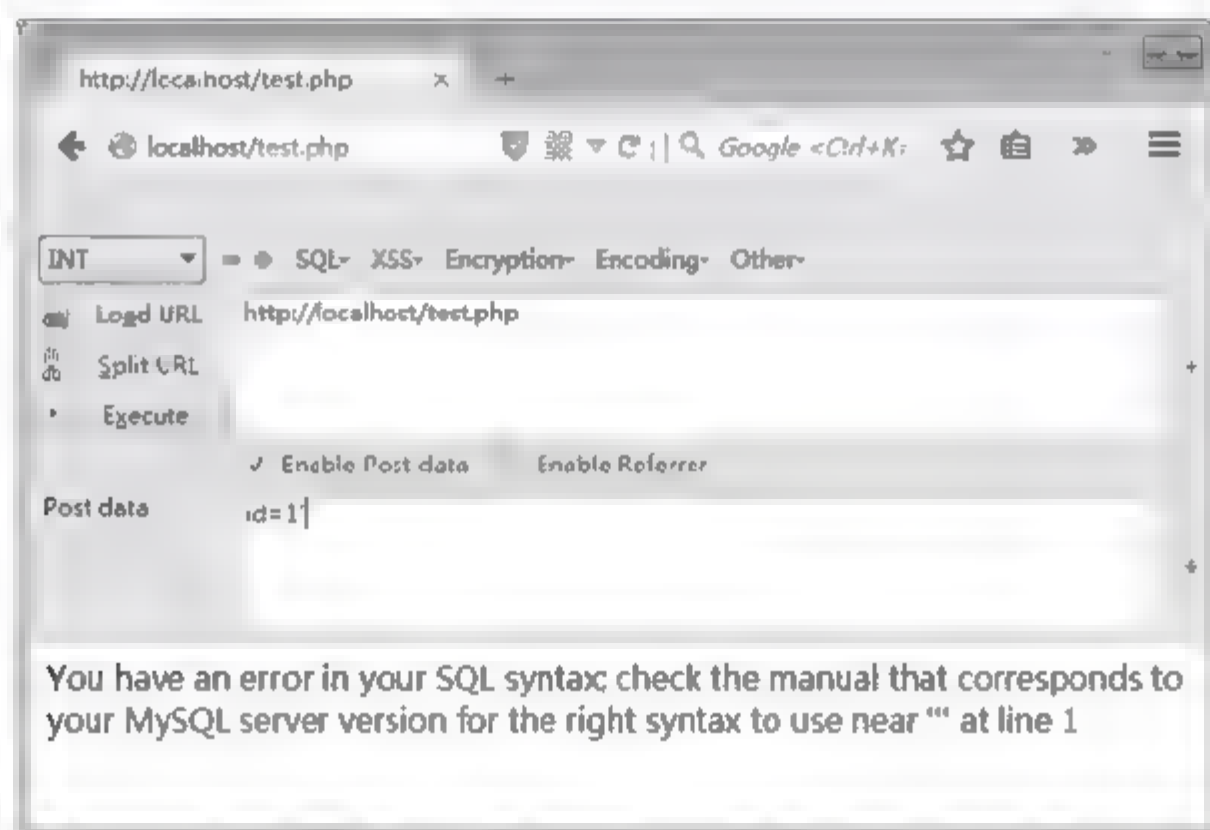 http://localhost/test.php
localhost/test.php Google <Ctrl+K>
INT SQL- XSS- Encryption- Encoding- Other-
Load URL http://localhost/test.php
Split URL
Execute
Enable Post data Enable Referrer
Post data id=1'
You have an error in your SQL syntax; check the manual that corresponds to
your MySQL server version for the right syntax to use near ''' at line 1